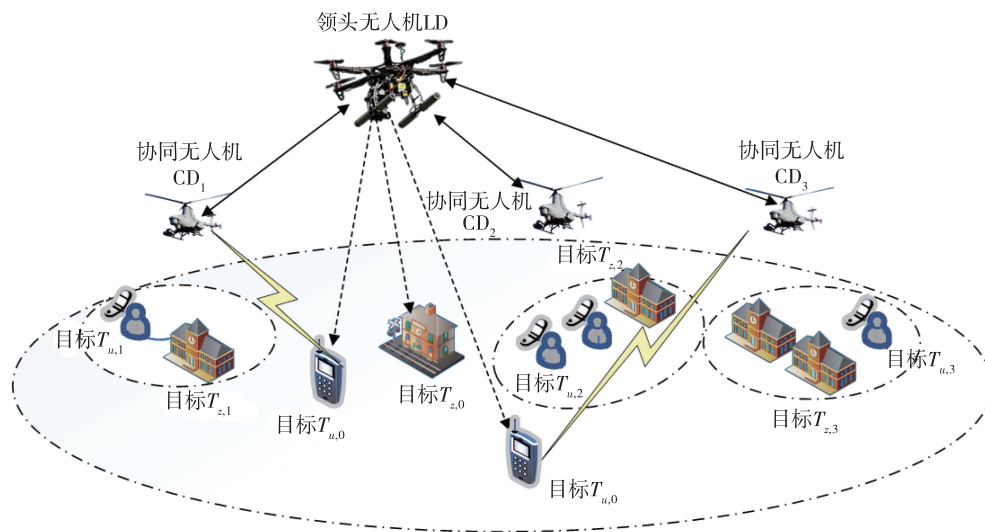 领头无人机LD
协同无人机
CD1
协同无人机
CD2
协同无人机
CD3
目标Tz,2
目标Tu,1
目标Tu,3
目标Tz,1
目标Tu,0
目标Tz,0
目标Tu,2
目标Tz,3
目标Tu,0